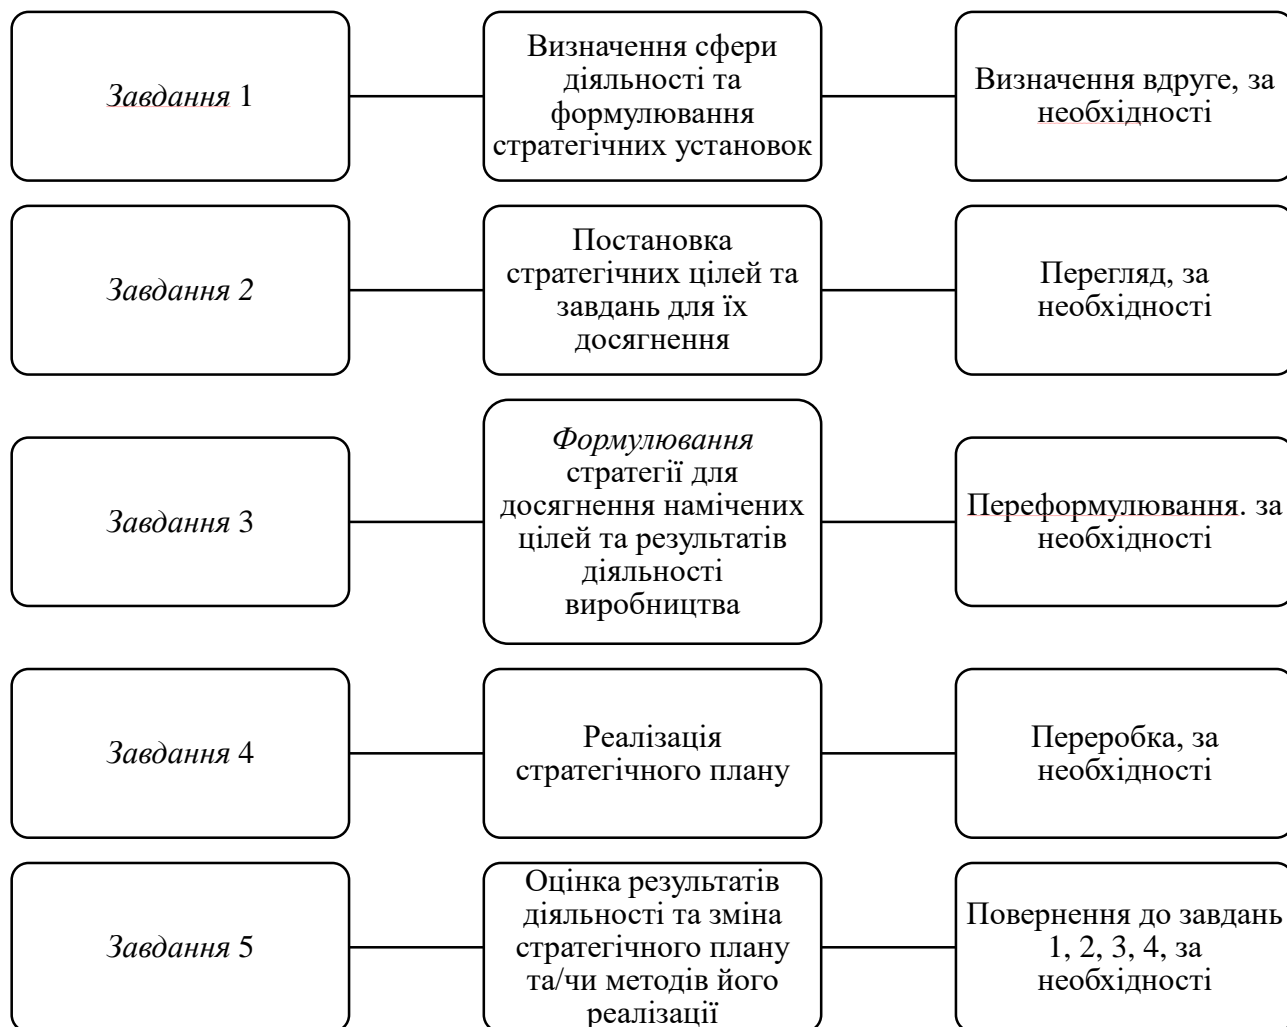 Завдання 1
Визначення сфери
діяльності та
формулювання
стратегічних установок
Визначення вдруге, за
необхідності
Завдання 2
Постановка
стратегічних цілей та
завдань для їх
досягнення
Перегляд, за
необхідності
Завдання 3
Формулювання
стратегії для
досягнення намічених
цілей та результатів
діяльності
виробництва
Переформулювання. за
необхідності
Завдання 4
Реалізація
стратегічного плану
Переробка, за
необхідності
Завдання 5
Оцінка результатів
діяльності та зміна
стратегічного плану
та/чи методів його
реалізації
Повернення до завдань
1, 2, 3, 4, за
необхідності